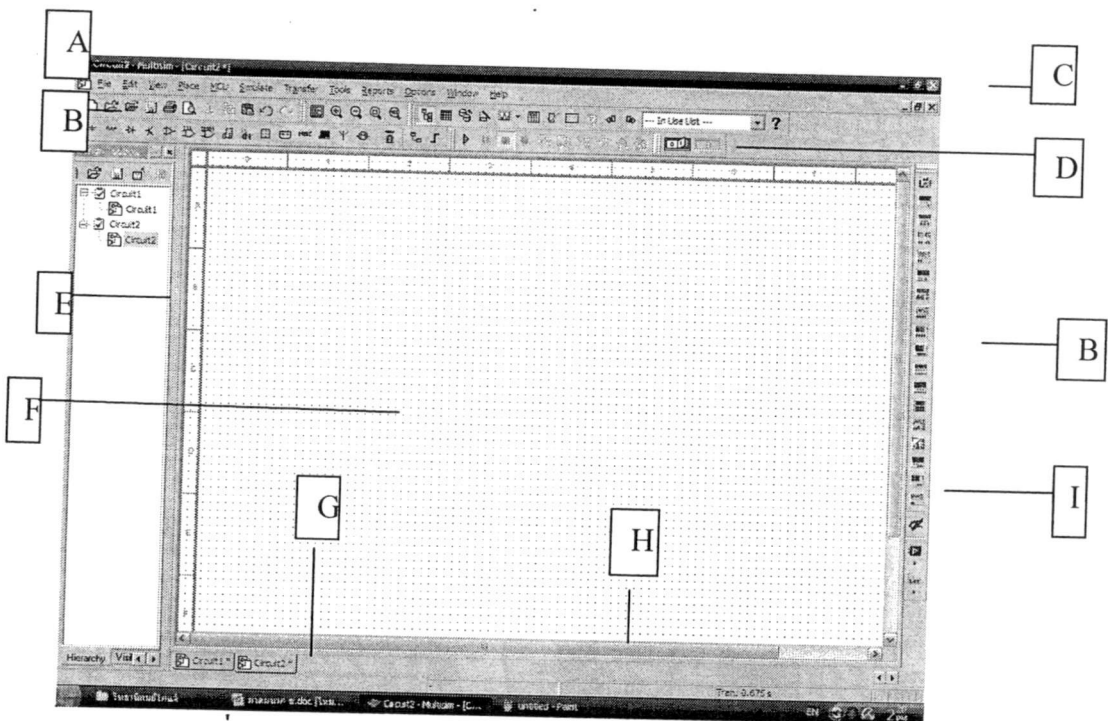 A
Circuit2 - Multisim - [Circuit2 *]
C
File Edit View Place MCU Simulate Transfer Tools Reports Options Window Help
B
--- In Use List ---
?
D
Circuit1
Circuit1
Circuit2
Circuit2
E
B
F
G
H
I
Hierarchy
Circuit1 *
Circuit2 *
Tran: 0.675 s
Circuit2 - Multisim - [C...
untitled - Paint
EN